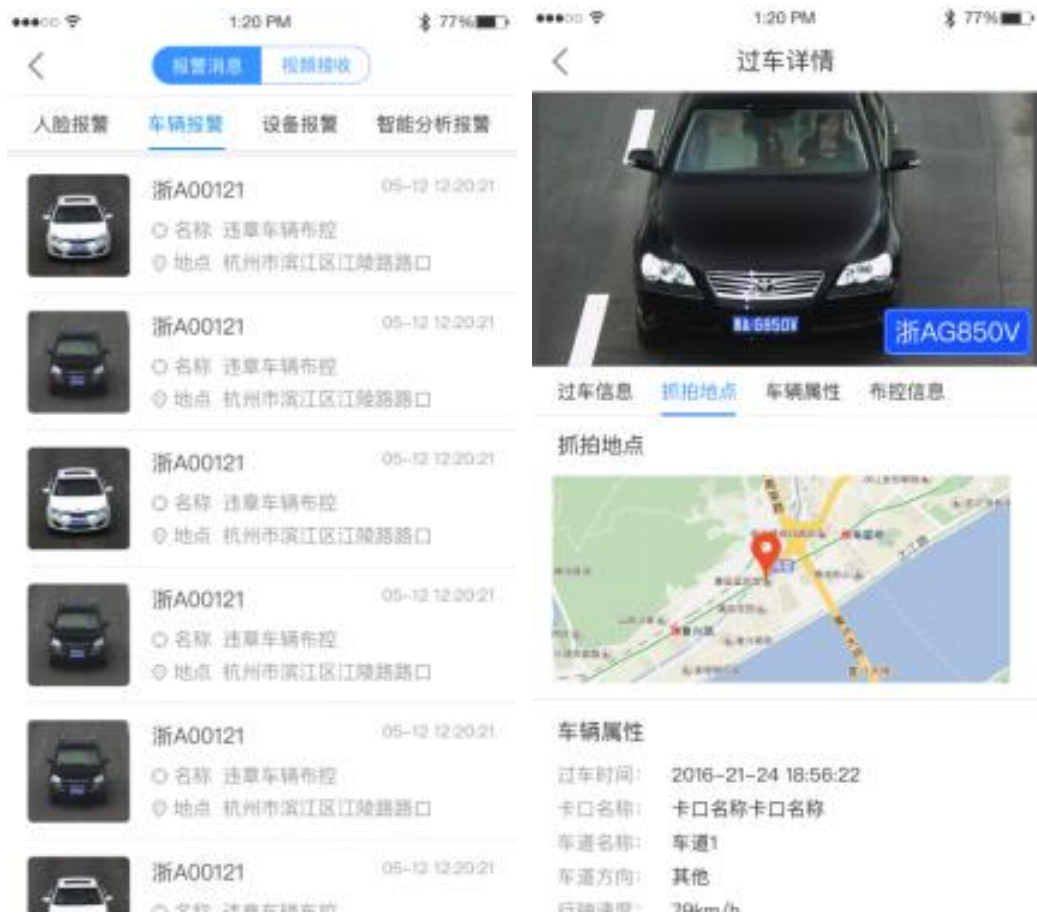 1:20 PM
77%
报警消息 视频接收
人脸报警 车辆报警 设备报警 智能分析报警
浙A00121 05-12 12:20:21
名称 违章车辆布控
地点 杭州市滨江区江陵路路口
浙A00121 05-12 12:20:21
名称 违章车辆布控
地点 杭州市滨江区江陵路路口
浙A00121 05-12 12:20:21
名称 违章车辆布控
地点 杭州市滨江区江陵路路口
浙A00121 05-12 12:20:21
名称 违章车辆布控
地点 杭州市滨江区江陵路路口
浙A00121 05-12 12:20:21
名称 违章车辆布控
地点 杭州市滨江区江陵路路口
浙A00121 05-12 12:20:21
名称 违章车辆布控
1:20 PM
77%
过车详情
浙AG850V
过车信息 抓拍地点 车辆属性 布控信息
抓拍地点
车辆属性
过车时间: 2016-21-24 18:56:22
卡口名称: 卡口名称卡口名称
车道名称: 车道1
车道方向: 其他
行驶速度: 79km/h